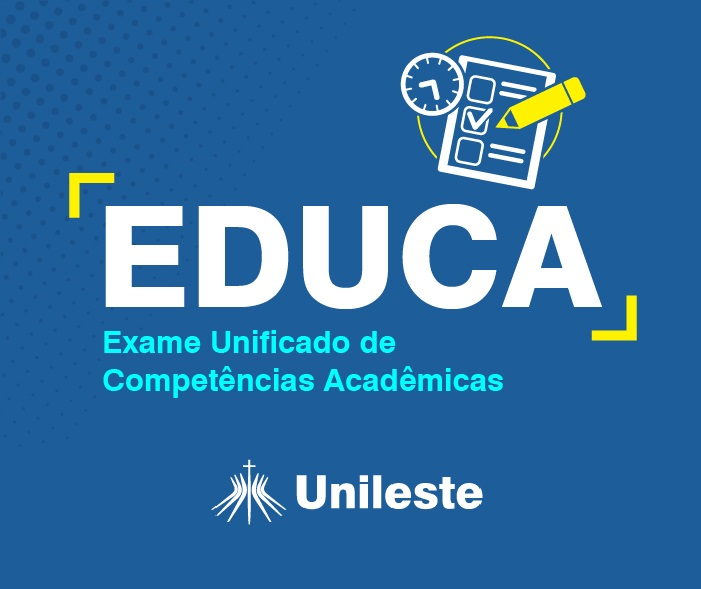 EDUCA
Exame Unificado de
Competências Acadêmicas
Unileste